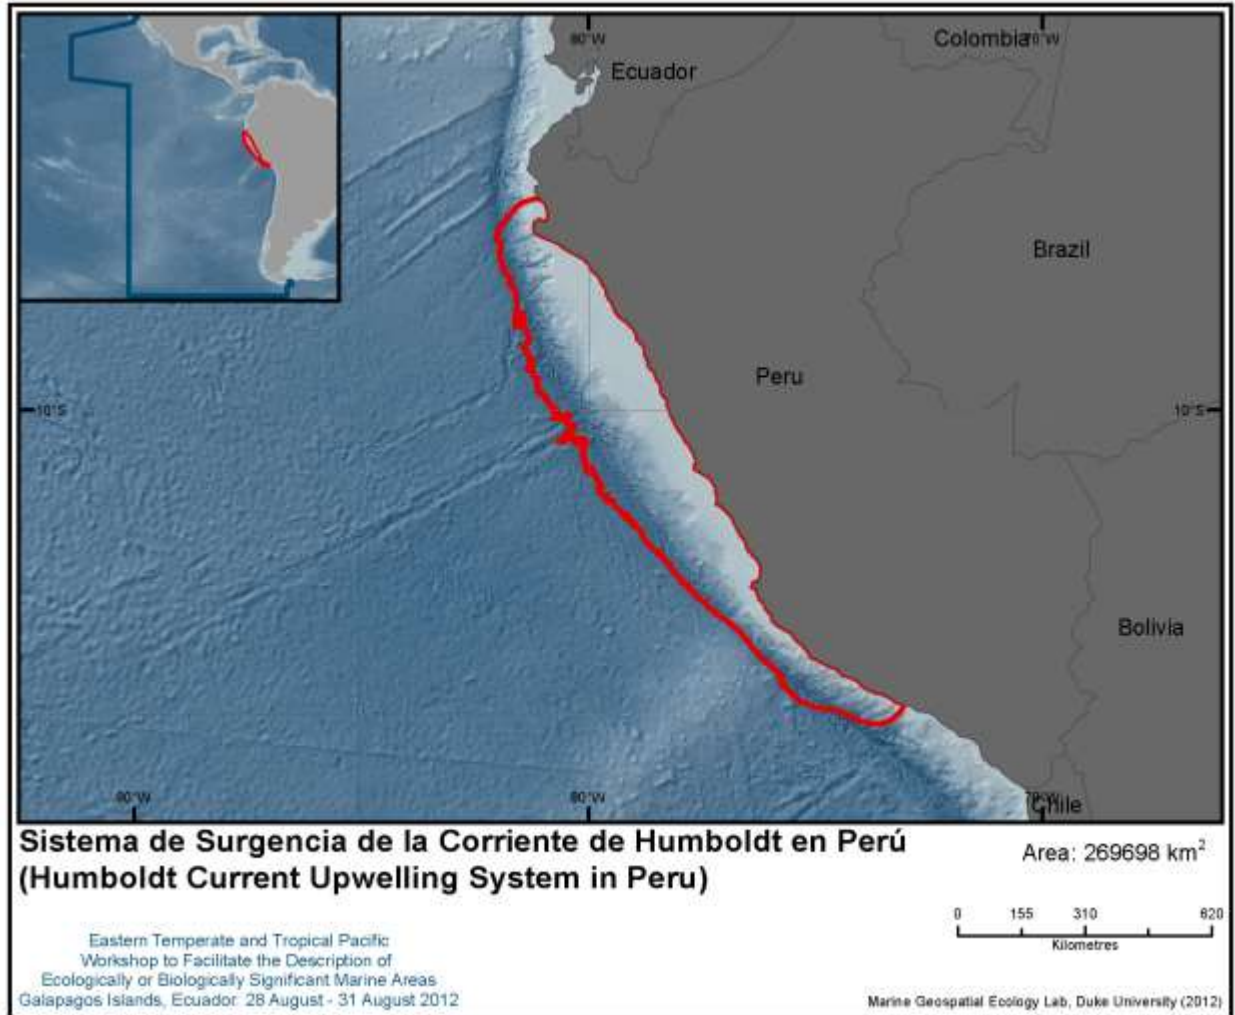 80°W
Colombia
70°W
Ecuador
Brazil
Peru
10°S
10°S
Bolivia
90°W
80°W
70°W
Chile
Sistema de Surgencia de la Corriente de Humboldt en Perú
(Humboldt Current Upwelling System in Peru)
Area: 269698 km²
0 155 310 620
Kilometres
Eastern Temperate and Tropical Pacific
Workshop to Facilitate the Description of
Ecologically or Biologically Significant Marine Areas
Galapagos Islands, Ecuador: 28 August - 31 August 2012
Marine Geospatial Ecology Lab, Duke University (2012)